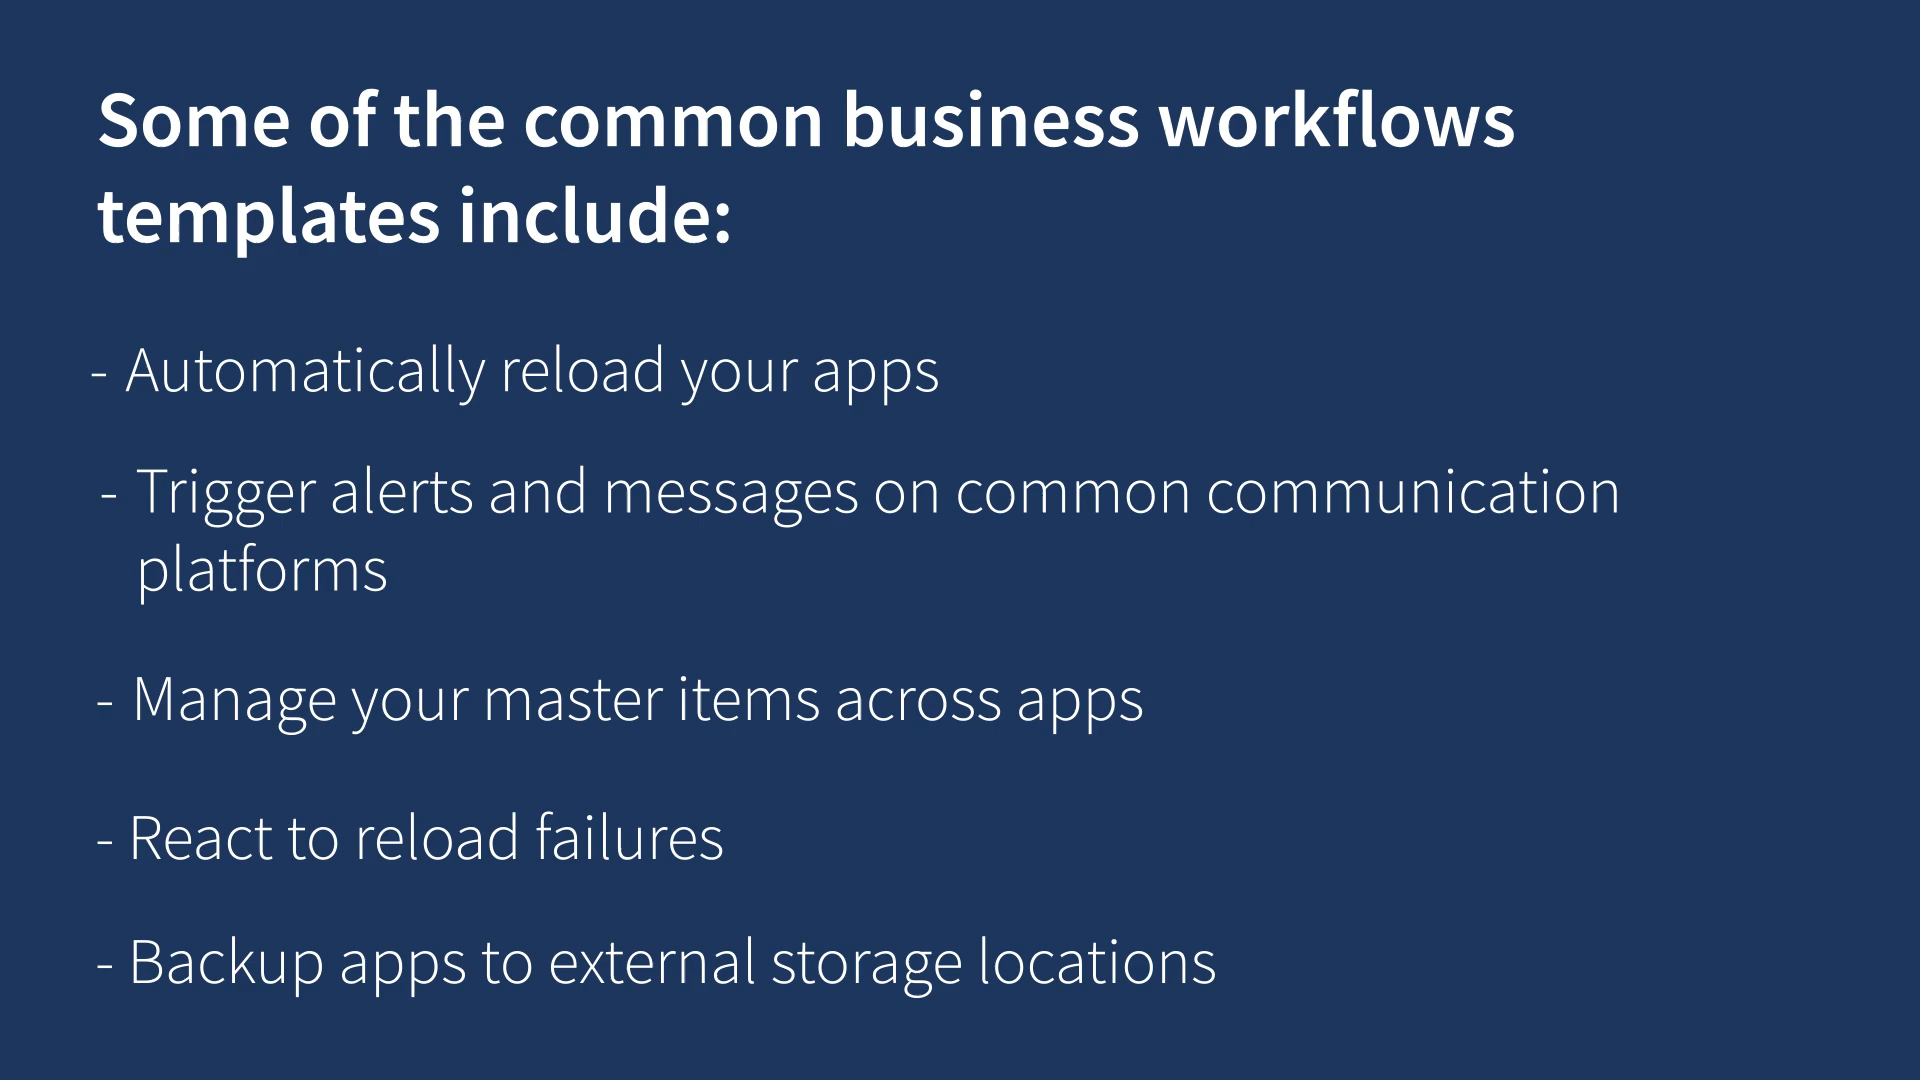 Some of the common business workflows
templates include:
- Automatically reload your apps
- Trigger alerts and messages on common communication
platforms
- Manage your master items across apps
- React to reload failures
- Backup apps to external storage locations